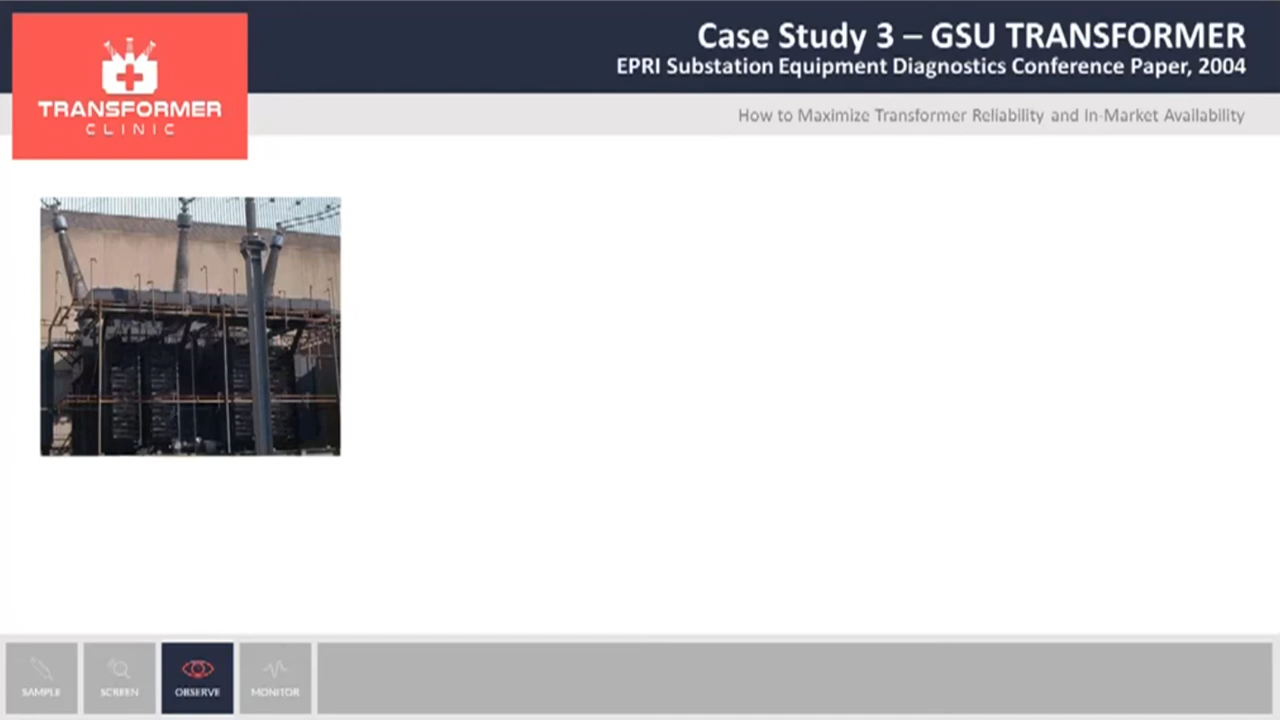 Case Study 3 – GSU TRANSFORMER
EPRI Substation Equipment Diagnostics Conference Paper, 2004
How to Maximize Transformer Reliability and In-Market Availability
TRANSFORMER
CLINIC
SAMPLE
SCREEN
OBSERVE
MONITOR